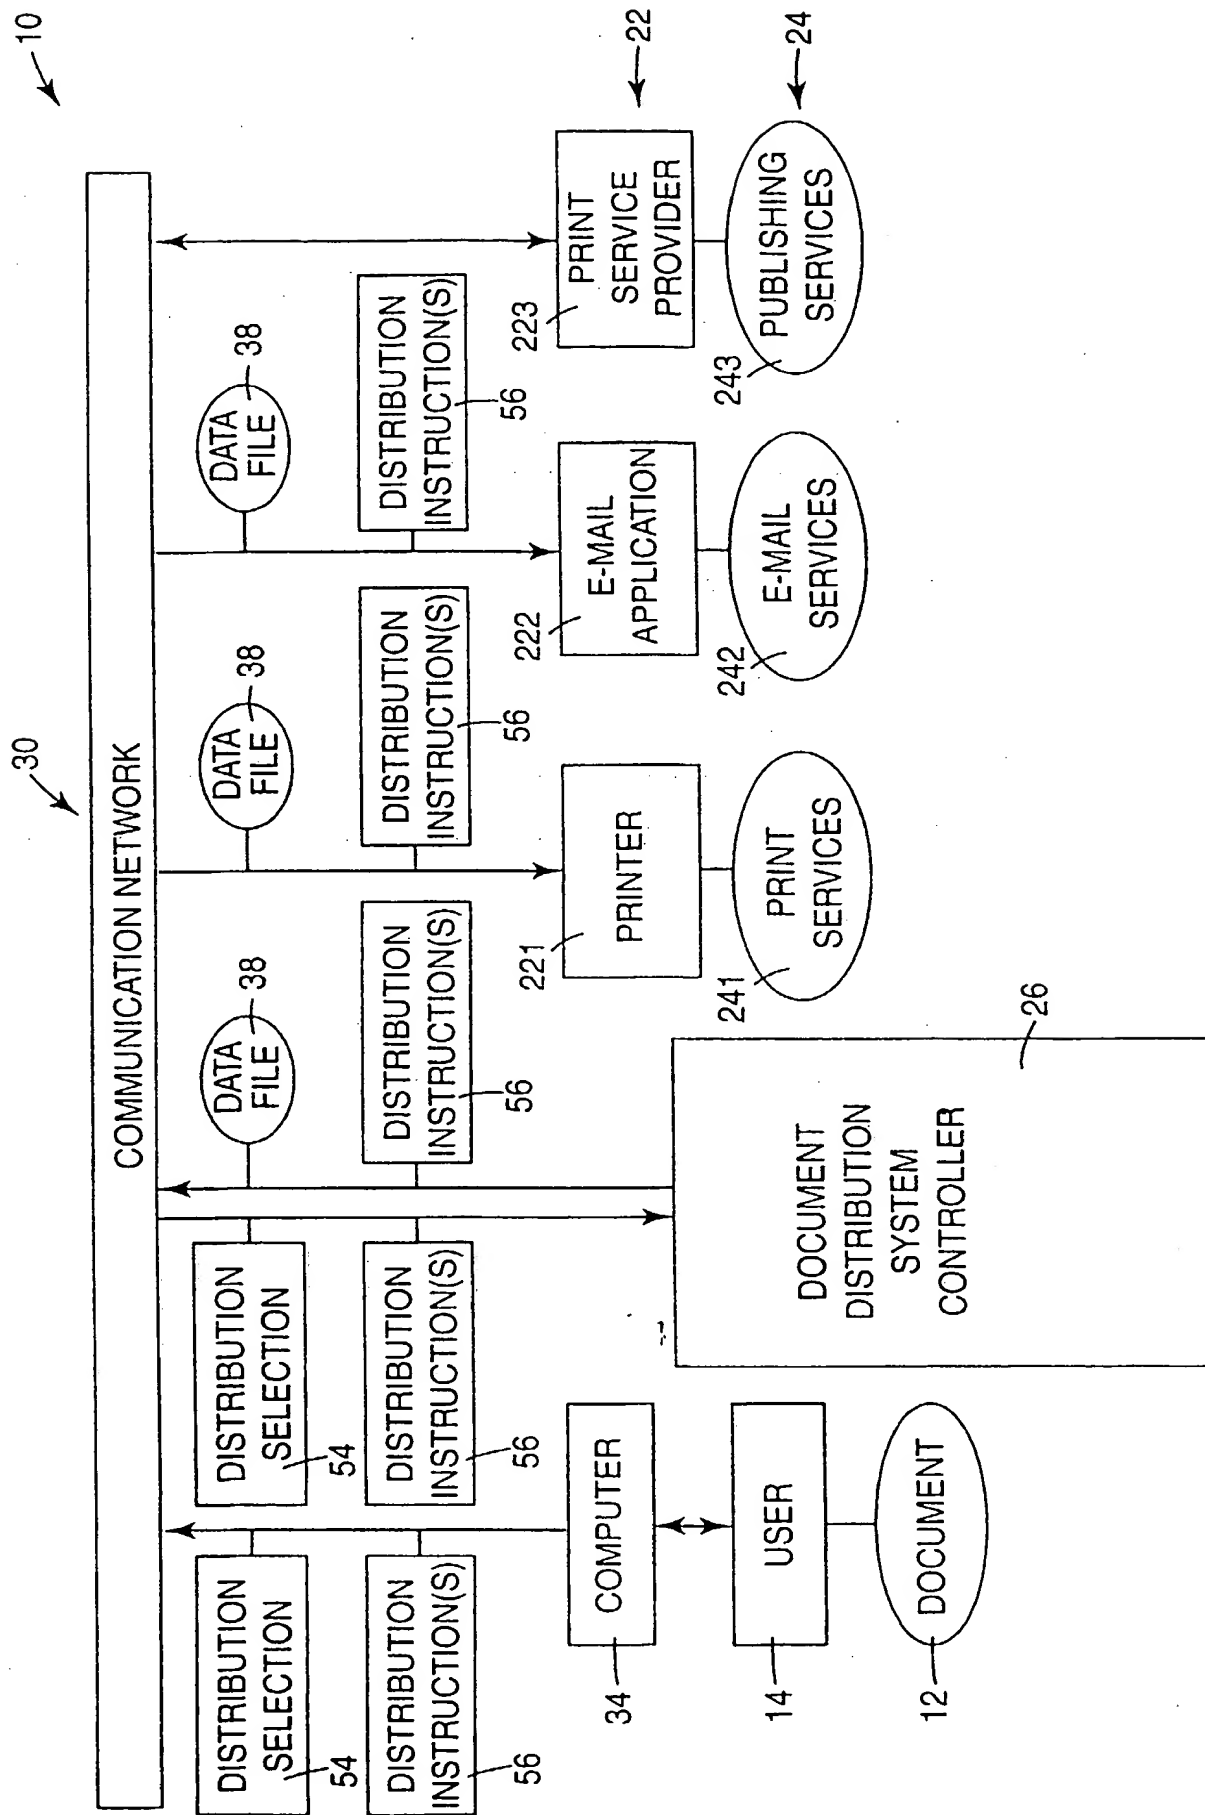 10
30
COMMUNICATION NETWORK
DISTRIBUTION
SELECTION
54
DISTRIBUTION
INSTRUCTION(S)
56
DISTRIBUTION
SELECTION
54
DISTRIBUTION
INSTRUCTION(S)
56
DATA
FILE
38
DISTRIBUTION
INSTRUCTION(S)
56
DATA
FILE
38
DISTRIBUTION
INSTRUCTION(S)
56
DATA
FILE
38
DISTRIBUTION
INSTRUCTION(S)
56
COMPUTER
34
USER
14
DOCUMENT
12
DOCUMENT
DISTRIBUTION
SYSTEM
CONTROLLER
26
PRINTER
221
PRINT
SERVICES
241
E-MAIL
APPLICATION
222
E-MAIL
SERVICES
242
PRINT
SERVICE
PROVIDER
223
22
PUBLISHING
SERVICES
243
24